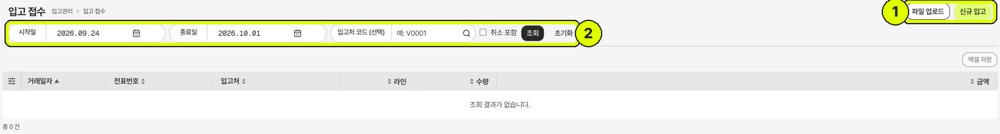 입고 접수 입고관리 > 입고 접수 1 파일 업로드 신규 입고
시작일 2026.09.24 종료일 2026.10.01 입고처 코드 (선택) 예: V0001 취소 포함 조회 초기화 2
엑셀 저장
거래일자 ▲ 전표번호 ↕ 입고처 ↕ ↕ 라인 ↕ 수량 ↕ 금액
조회 결과가 없습니다.
총 0 건